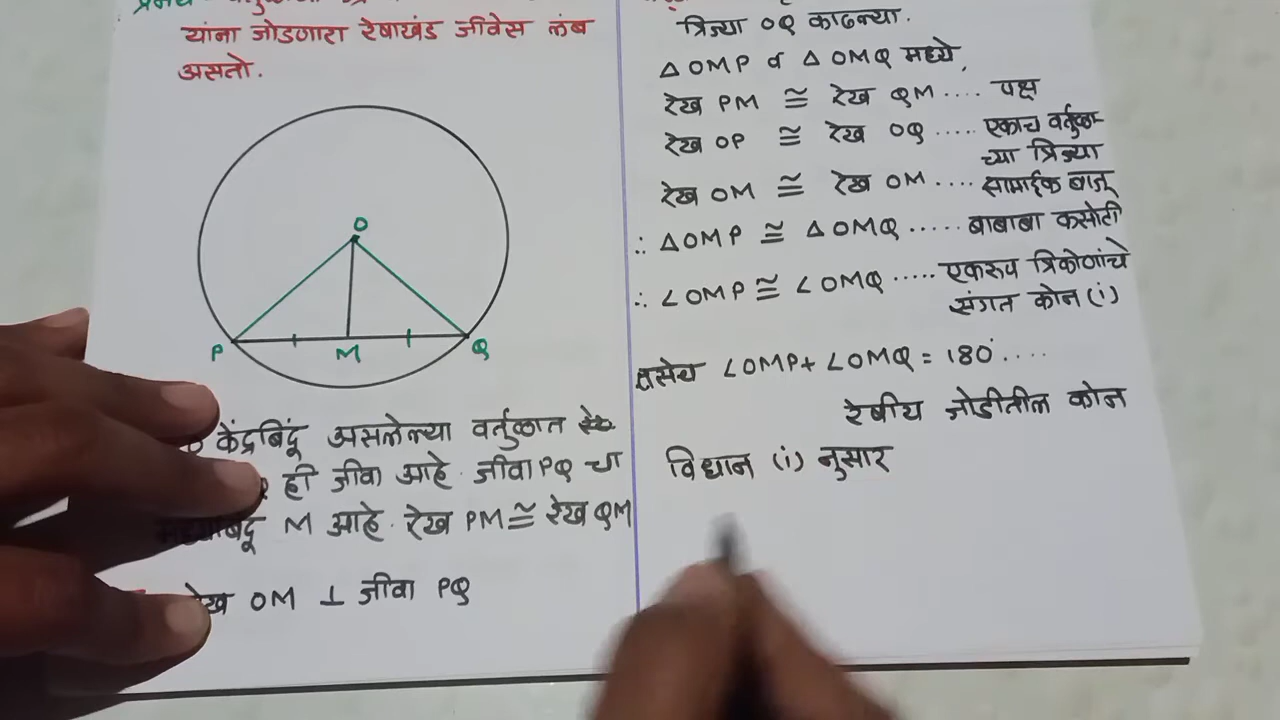 यांना जोडणारा रेषाखंड जीवेस लंब
असतो.
O
P M Q
केंद्रबिंदू असलेल्या वर्तुळात
ही जीवा आहे. जीवा PQ चा
M आहे. रेख PM ≅ रेख QM
रेख OM ⊥ जीवा PQ
त्रिज्या OQ काढल्या.
△OMP व △OMQ मध्ये,
रेख PM ≅ रेख QM .... पक्ष
रेख OP ≅ रेख OQ ..... एकाच वर्तुळा-
च्या त्रिज्या
रेख OM ≅ रेख OM .... सामाईक बाजू
∴ △OMP ≅ △OMQ ..... बाबाबा कसोटी
∴ ∠OMP ≅ ∠OMQ ..... एकरुप त्रिकोणांचे
संगत कोन (i)
तसेच ∠OMP + ∠OMQ = 180° ....
रेषीय जोडीतील कोन
विधान (i) नुसार